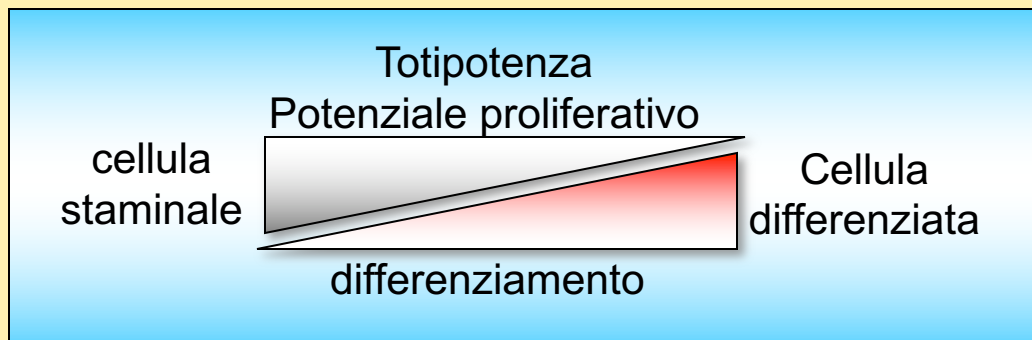 Totipotenza
Potenziale proliferativo
cellula
staminale
Cellula
differenziata
differenziamento